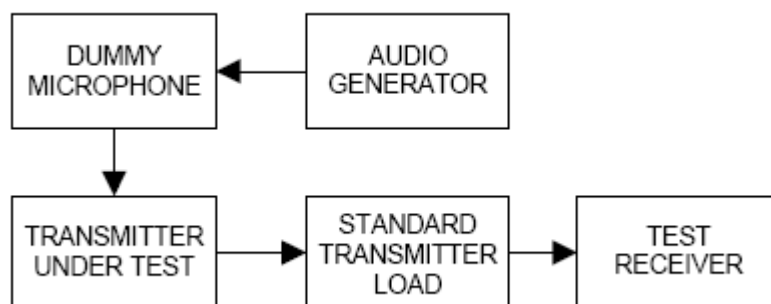 DUMMY
MICROPHONE
AUDIO
GENERATOR
TRANSMITTER
UNDER TEST
STANDARD
TRANSMITTER
LOAD
TEST
RECEIVER